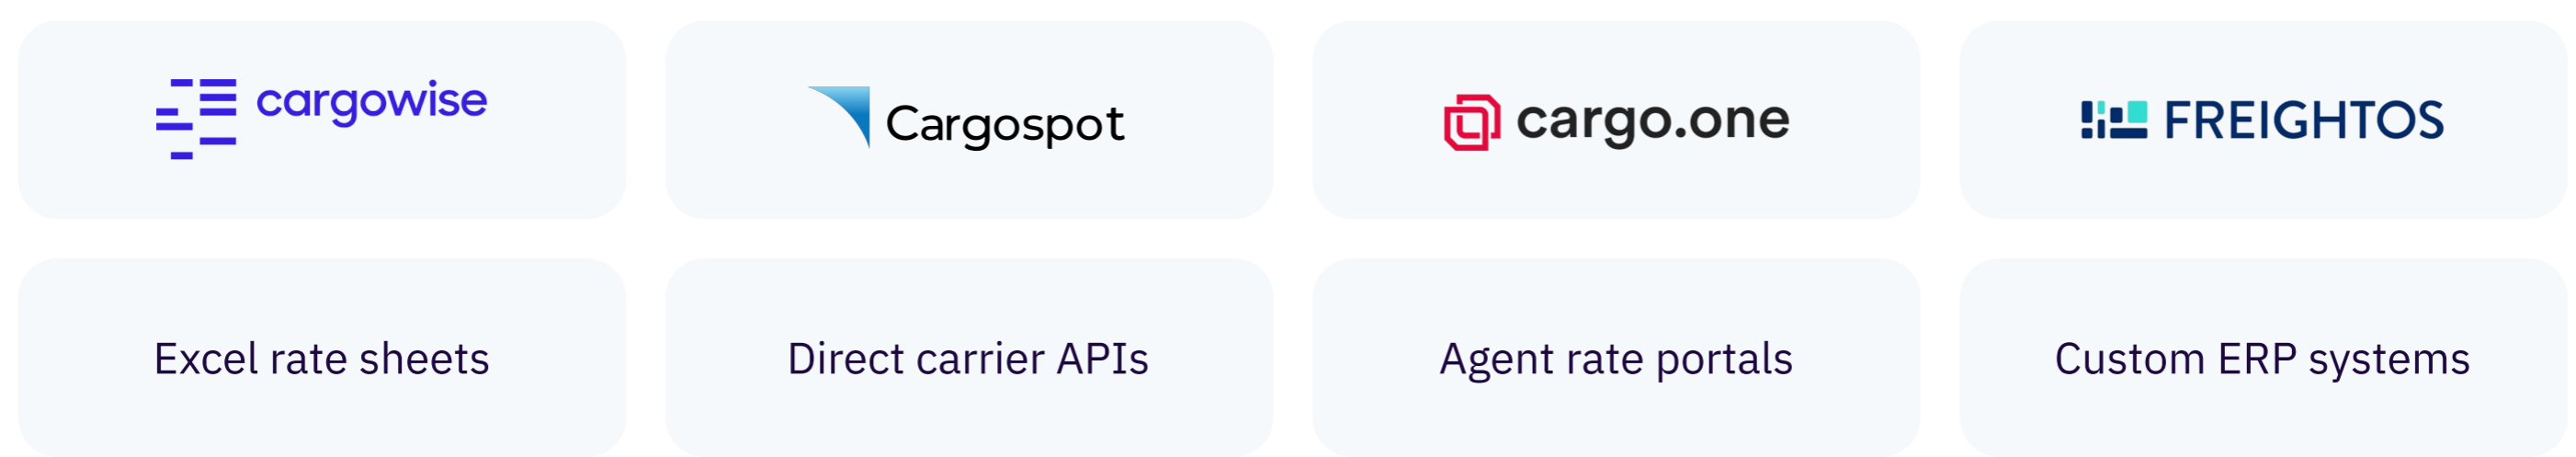 cargowise
Cargospot
cargo.one
FREIGHTOS
Excel rate sheets
Direct carrier APIs
Agent rate portals
Custom ERP systems